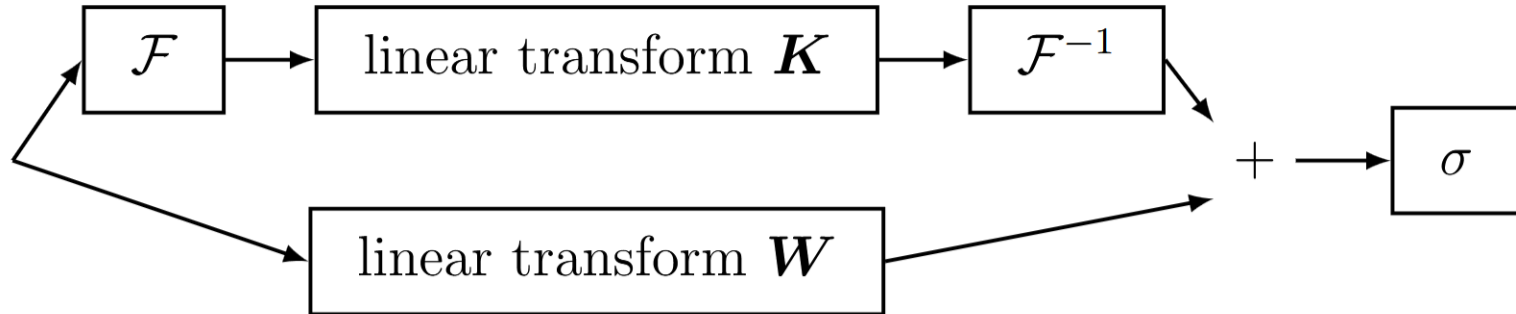 ℱ
linear transform K
ℱ⁻¹
+
σ
linear transform W